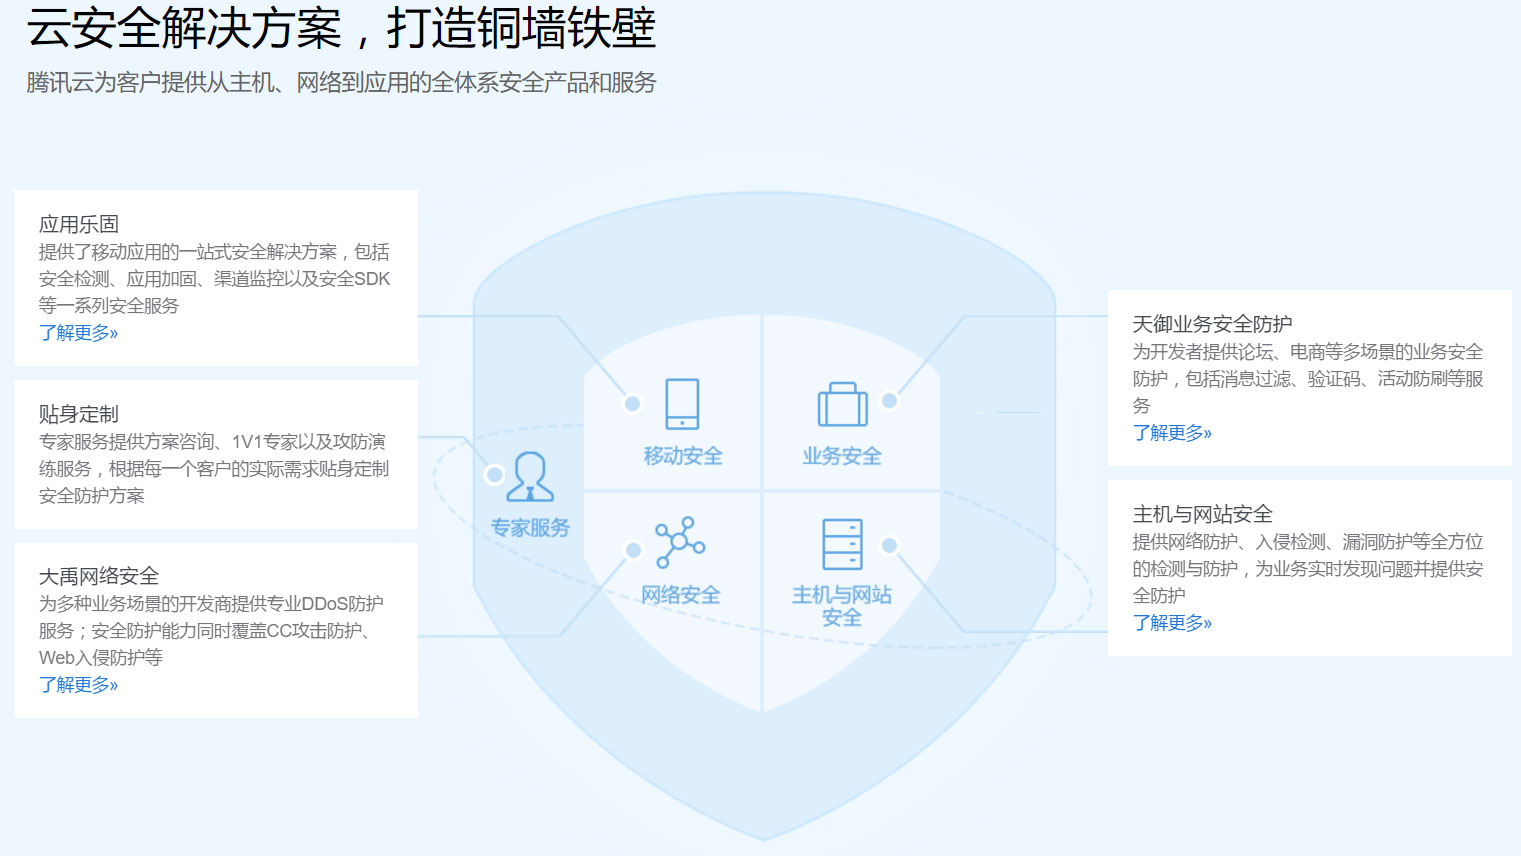 云安全解决方案，打造铜墙铁壁
腾讯云为客户提供从主机、网络到应用的全体系安全产品和服务
应用乐固
提供了移动应用的一站式安全解决方案，包括
安全检测、应用加固、渠道监控以及安全SDK
等一系列安全服务
了解更多»
贴身定制
专家服务提供方案咨询、1V1专家以及攻防演
练服务，根据每一个客户的实际需求贴身定制
安全防护方案
大禹网络安全
为多种业务场景的开发商提供专业DDoS防护
服务；安全防护能力同时覆盖CC攻击防护、
Web入侵防护等
了解更多»
移动安全
业务安全
专家服务
网络安全
主机与网站
安全
天御业务安全防护
为开发者提供论坛、电商等多场景的业务安全
防护，包括消息过滤、验证码、活动防刷等服
务
了解更多»
主机与网站安全
提供网络防护、入侵检测、漏洞防护等全方位
的检测与防护，为业务实时发现问题并提供安
全防护
了解更多»